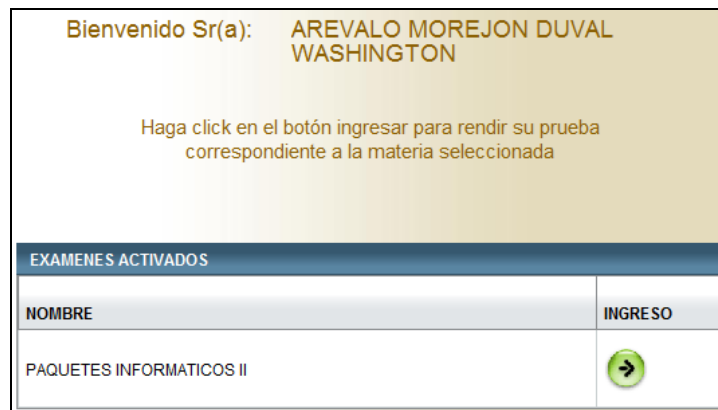 Bienvenido Sr(a): AREVALO MOREJON DUVAL
WASHINGTON
Haga click en el botón ingresar para rendir su prueba
correspondiente a la materia seleccionada
EXAMENES ACTIVADOS
NOMBRE INGRESO
PAQUETES INFORMATICOS II